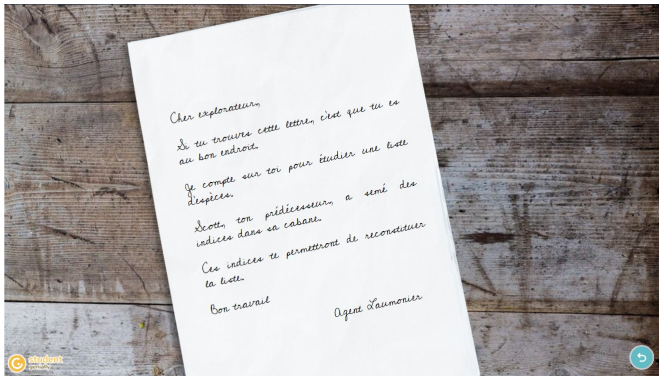 Cher explorateur,
Si tu trouves cette lettre, c'est que tu es
au bon endroit.
Je compte sur toi pour étudier une liste
d'espèces.
Scott, ton prédécesseur, a semé des
indices dans sa cabane.
Ces indices te permettront de reconstituer
la liste.
Bon travail
Agent Laumonier
G student